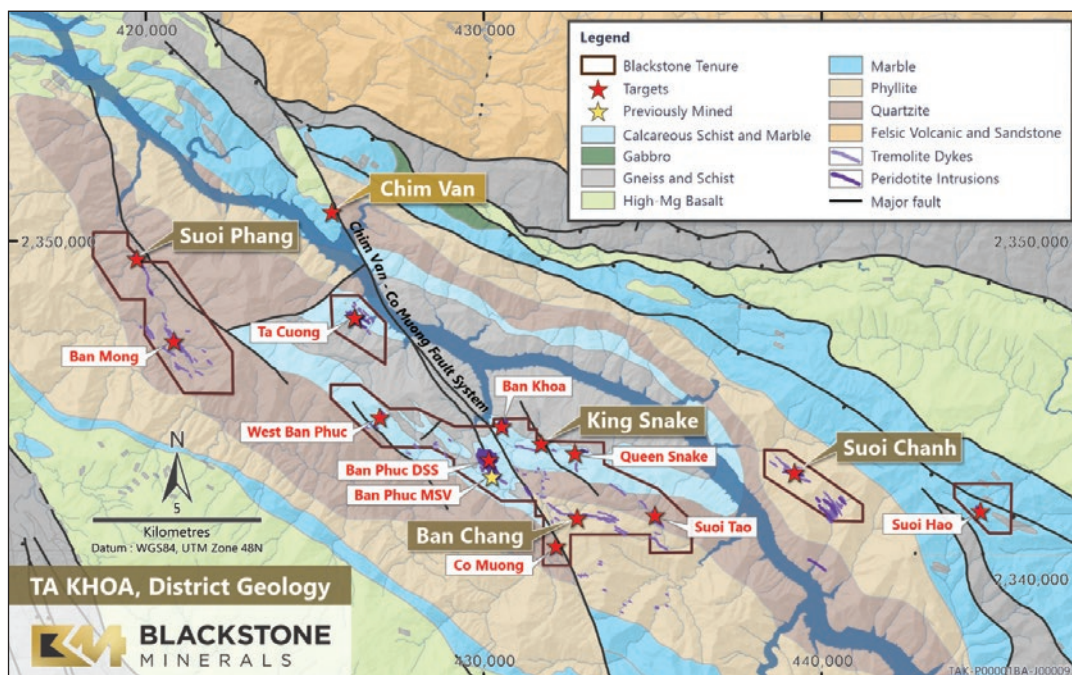 420,000
430,000
Legend
Blackstone Tenure
Targets
Previously Mined
Calcareous Schist and Marble
Gabbro
Gneiss and Schist
High-Mg Basalt
Marble
Phyllite
Quartzite
Felsic Volcanic and Sandstone
Tremolite Dykes
Peridotite Intrusions
Major fault
Chim Van
Suoi Phang
2,350,000
2,350,000
Chim Van - Co Muong Fault System
Ta Cuong
Ban Mong
Ban Khoa
West Ban Phuc
King Snake
Queen Snake
Suoi Chanh
Ban Phuc DSS
Ban Phuc MSV
Suoi Hao
Ban Chang
Suoi Tao
Co Muong
N
5
Kilometres
Datum : WGS84, UTM Zone 48N
2,340,000
TA KHOA, District Geology
BM BLACKSTONE
MINERALS
430,000
440,000
TAK-P00001BA-J00009